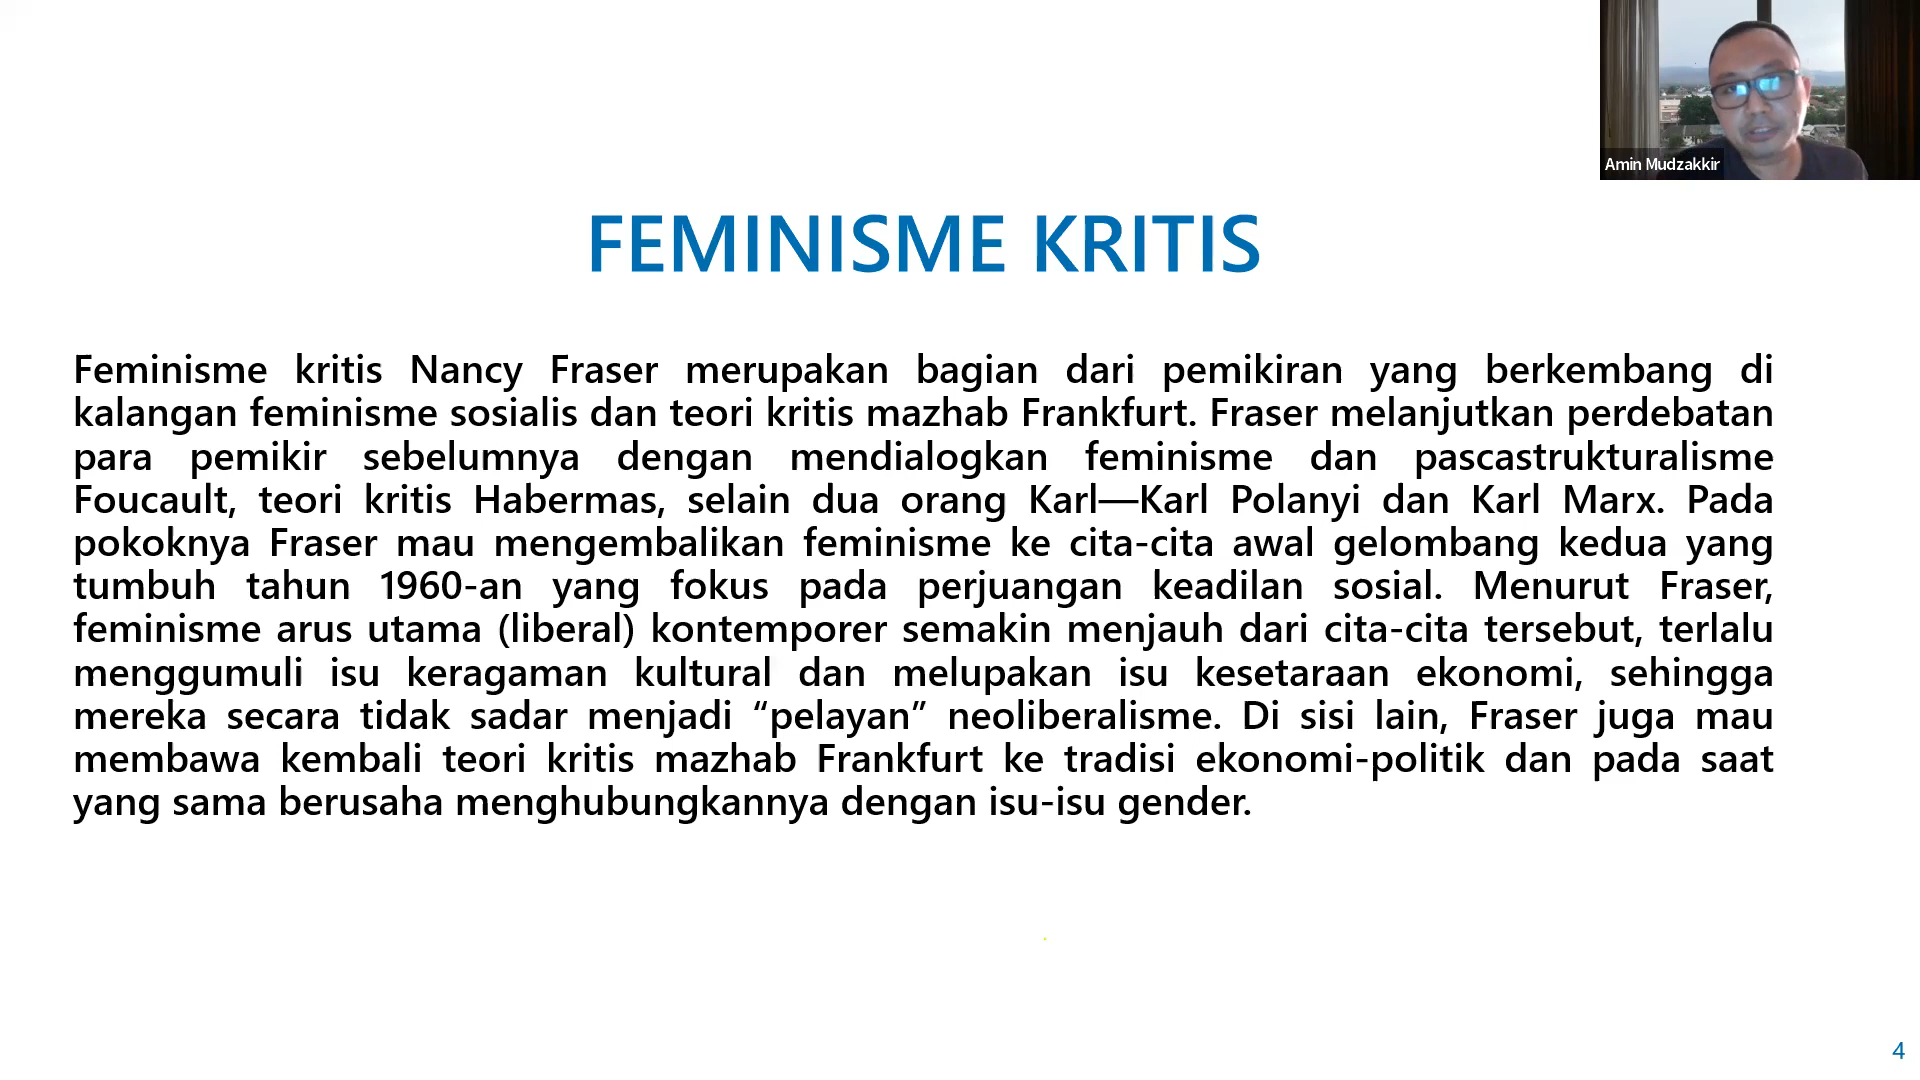 Amin Mudzakkir
FEMINISME KRITIS
Feminisme kritis Nancy Fraser merupakan bagian dari pemikiran yang berkembang di
kalangan feminisme sosialis dan teori kritis mazhab Frankfurt. Fraser melanjutkan perdebatan
para pemikir sebelumnya dengan mendialogkan feminisme dan pascastrukturalisme
Foucault, teori kritis Habermas, selain dua orang Karl—Karl Polanyi dan Karl Marx. Pada
pokoknya Fraser mau mengembalikan feminisme ke cita-cita awal gelombang kedua yang
tumbuh tahun 1960-an yang fokus pada perjuangan keadilan sosial. Menurut Fraser,
feminisme arus utama (liberal) kontemporer semakin menjauh dari cita-cita tersebut, terlalu
menggumuli isu keragaman kultural dan melupakan isu kesetaraan ekonomi, sehingga
mereka secara tidak sadar menjadi “pelayan” neoliberalisme. Di sisi lain, Fraser juga mau
membawa kembali teori kritis mazhab Frankfurt ke tradisi ekonomi-politik dan pada saat
yang sama berusaha menghubungkannya dengan isu-isu gender.
4